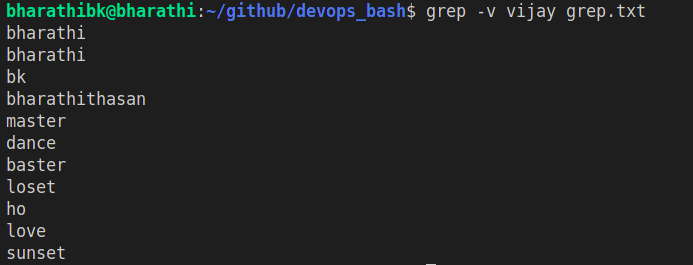 bharathibk@bharathi:~/github/devops_bash$ grep -v vijay grep.txt
bharathi
bharathi
bk
bharathithasan
master
dance
baster
loset
ho
love
sunset